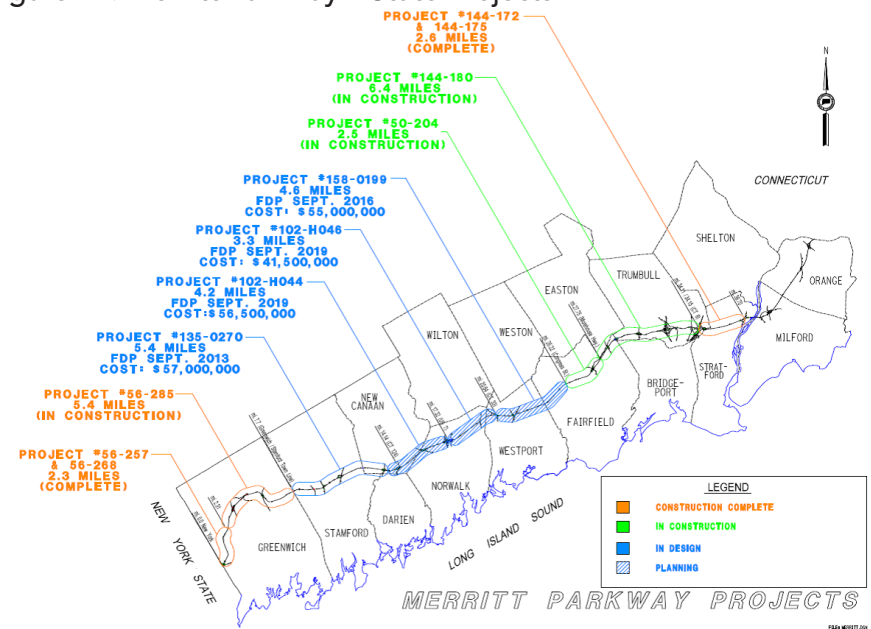 PROJECT #144-172
& 144-175
2.6 MILES
(COMPLETE)
PROJECT #144-180
6.4 MILES
(IN CONSTRUCTION)
PROJECT #50-204
2.5 MILES
(IN CONSTRUCTION)
PROJECT #158-0199
4.6 MILES
FDP SEPT. 2016
COST: $55,000,000
PROJECT #102-H046
3.3 MILES
FDP SEPT. 2019
COST: $41,500,000
PROJECT #102-H044
4.2 MILES
FDP SEPT. 2019
COST:$56,500,000
PROJECT #135-0270
5.4 MILES
FDP SEPT. 2013
COST: $57,000,000
PROJECT #56-285
5.4 MILES
(IN CONSTRUCTION)
PROJECT #56-257
& 56-268
2.3 MILES
(COMPLETE)
N
CONNECTICUT
SHELTON
ORANGE
TRUMBULL
EASTON
MILFORD
WILTON
WESTON
STRAT-
FORD
BRIDGE-
PORT
NEW
CANAAN
FAIRFIELD
WESTPORT
NORWALK
DARIEN
STAMFORD
GREENWICH
NEW YORK STATE
LONG ISLAND SOUND
LEGEND
CONSTRUCTION COMPLETE
IN CONSTRUCTION
IN DESIGN
PLANNING
MERRITT PARKWAY PROJECTS